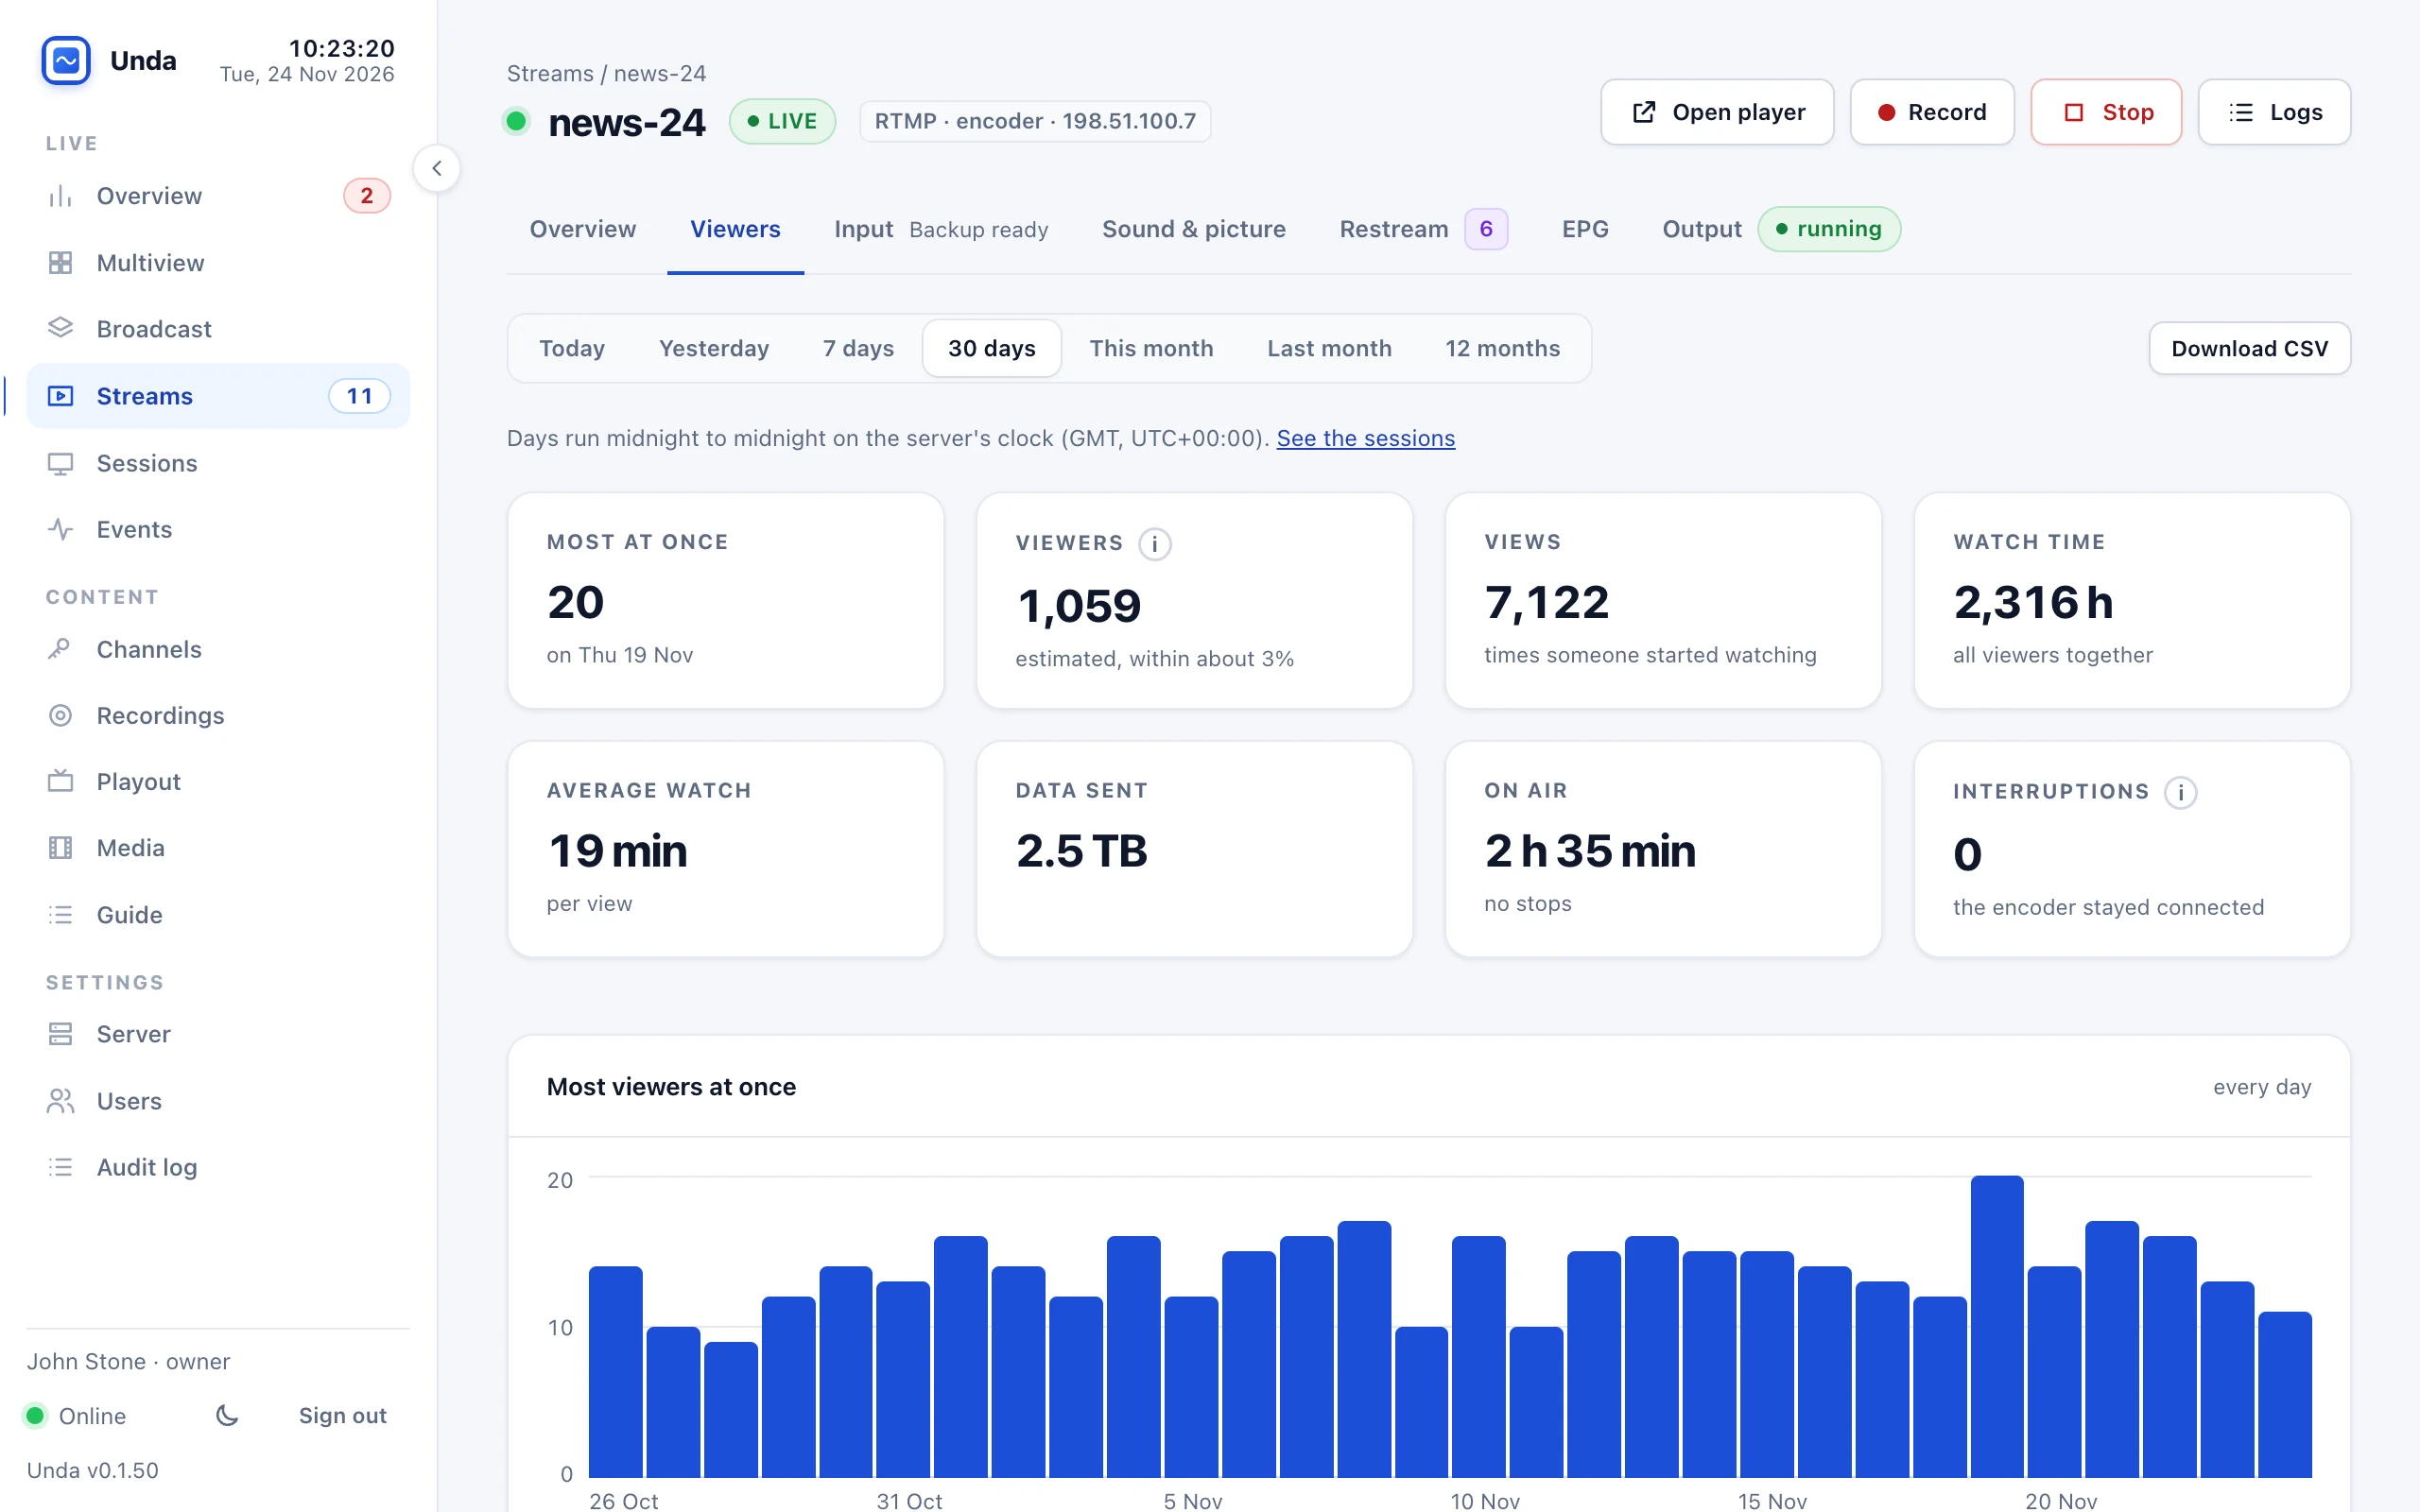 Unda
10:23:20
Tue, 24 Nov 2026
LIVE
Overview 2
Multiview
Broadcast
Streams 11
Sessions
Events
CONTENT
Channels
Recordings
Playout
Media
Guide
SETTINGS
Server
Users
Audit log
John Stone · owner
Online Sign out
Unda v0.1.50
Streams / news-24
news-24 LIVE RTMP · encoder · 198.51.100.7
Open player Record Stop Logs
Overview Viewers Input Backup ready Sound & picture Restream 6 EPG Output running
Today Yesterday 7 days 30 days This month Last month 12 months
Download CSV
Days run midnight to midnight on the server's clock (GMT, UTC+00:00). See the sessions
MOST AT ONCE
20
on Thu 19 Nov
VIEWERS i
1,059
estimated, within about 3%
VIEWS
7,122
times someone started watching
WATCH TIME
2,316 h
all viewers together
AVERAGE WATCH
19 min
per view
DATA SENT
2.5 TB
ON AIR
2 h 35 min
no stops
INTERRUPTIONS i
0
the encoder stayed connected
Most viewers at once every day
20
10
0
26 Oct 31 Oct 5 Nov 10 Nov 15 Nov 20 Nov